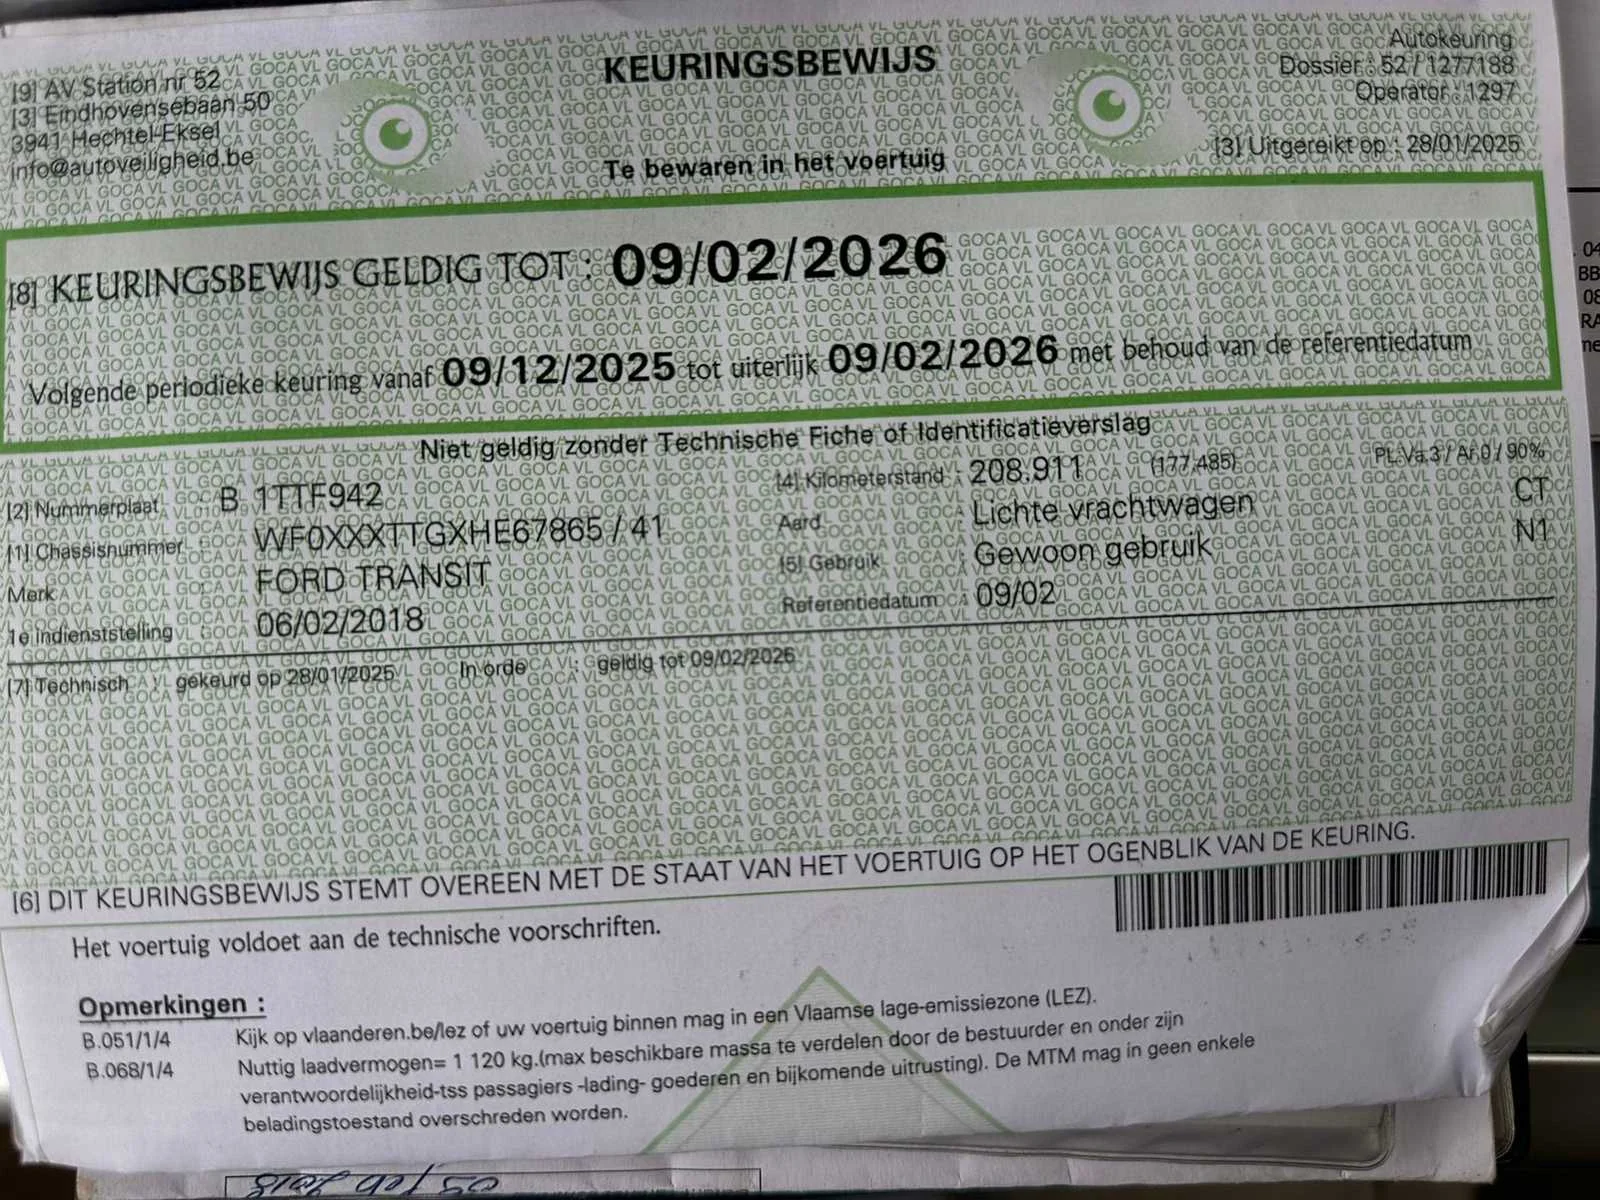 KEURINGSBEWIJS
Te bewaren in het voertuig
[9] AV Station nr 52
[3] Eindhovensebaan 50
3941 Hechtel-Eksel
info@autoveiligheid.be
Autokeuring
Dossier : 52 / 1277188
Operator : 1297
[3] Uitgereikt op : 28/01/2025
[8] KEURINGSBEWIJS GELDIG TOT : 09/02/2026
Volgende periodieke keuring vanaf 09/12/2025 tot uiterlijk 09/02/2026 met behoud van de referentiedatum
Niet geldig zonder Technische Fiche of Identificatieverslag
[2] Nummerplaat : B 1TTF942
[1] Chassisnummer : WF0XXXTTGXHE67865 / 41
Merk : FORD TRANSIT
1e indienststelling : 06/02/2018
[4] Kilometerstand : 208.911 (177.485) PL:Va.3 / Ar.0 / 90%
Aard : Lichte vrachtwagen CT
[5] Gebruik : Gewoon gebruik N1
Referentiedatum : 09/02
[7] Technisch : gekeurd op 28/01/2025 In orde : geldig tot 09/02/2026
[6] DIT KEURINGSBEWIJS STEMT OVEREEN MET DE STAAT VAN HET VOERTUIG OP HET OGENBLIK VAN DE KEURING.
Het voertuig voldoet aan de technische voorschriften.
Opmerkingen :
B.051/1/4 Kijk op vlaanderen.be/lez of uw voertuig binnen mag in een Vlaamse lage-emissiezone (LEZ).
B.068/1/4 Nuttig laadvermogen= 1 120 kg.(max beschikbare massa te verdelen door de bestuurder en onder zijn
verantwoordelijkheid-tss passagiers -lading- goederen en bijkomende uitrusting). De MTM mag in geen enkele
beladingstoestand overschreden worden.